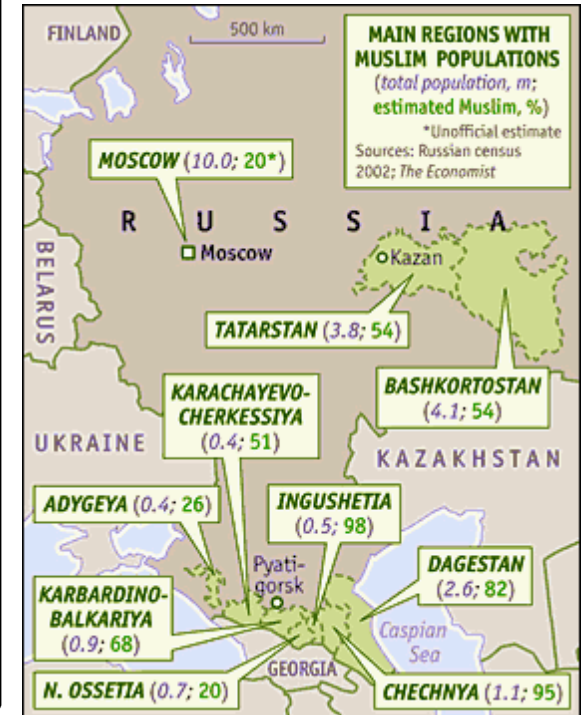 FINLAND
500 km
MAIN REGIONS WITH
MUSLIM POPULATIONS
(total population, m;
estimated Muslim, %)
*Unofficial estimate
Sources: Russian census
2002; The Economist
MOSCOW (10.0; 20*)
R U S S I A
Moscow
Kazan
BELARUS
TATARSTAN (3.8; 54)
BASHKORTOSTAN
(4.1; 54)
KARACHAYEVO-
CHERKESSIYA
(0.4; 51)
UKRAINE
KAZAKHSTAN
ADYGEYA (0.4; 26)
INGUSHETIA
(0.5; 98)
Pyati-
gorsk
DAGESTAN
(2.6; 82)
KARBARDINO-
BALKARIYA
(0.9; 68)
Caspian
Sea
GEORGIA
N. OSSETIA (0.7; 20)
CHECHNYA (1.1; 95)